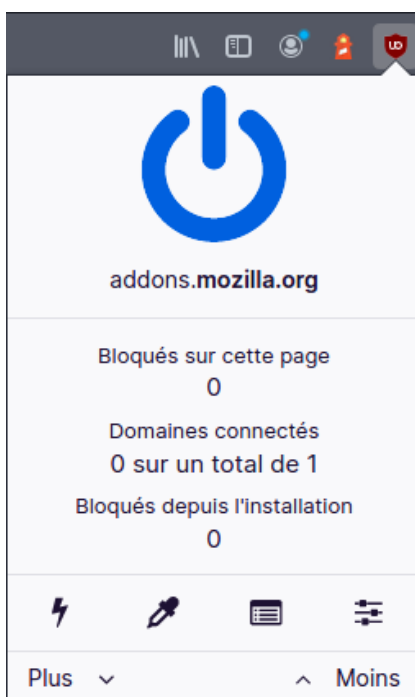 addons.mozilla.org
Bloqués sur cette page
0
Domaines connectés
0 sur un total de 1
Bloqués depuis l'installation
0
Plus Moins